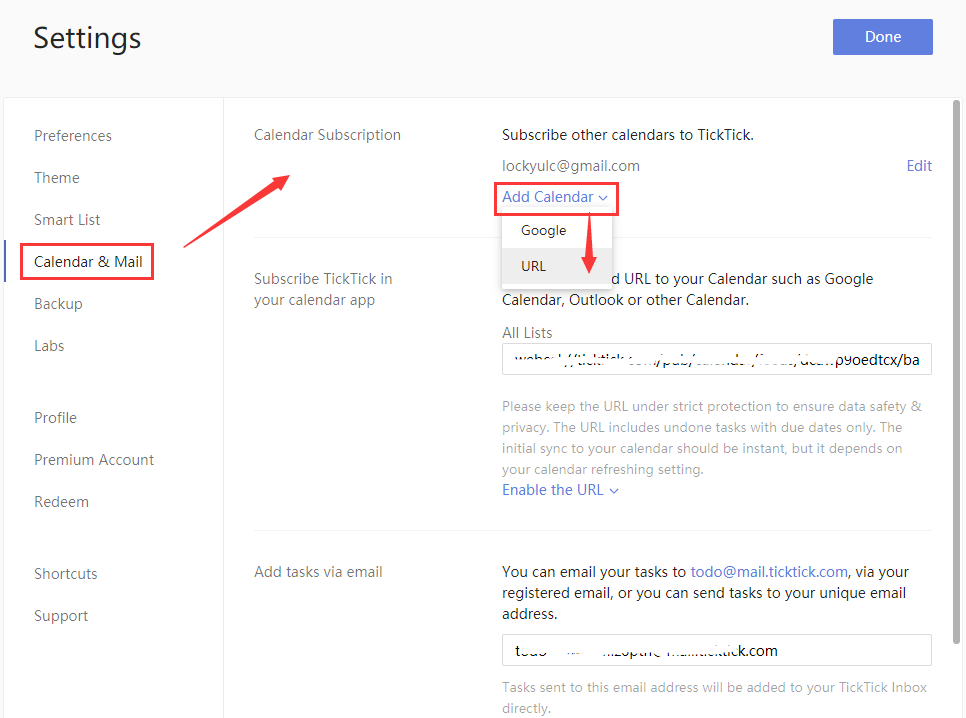 Settings
Done
Preferences
Theme
Smart List
Calendar & Mail
Backup
Labs
Profile
Premium Account
Redeem
Shortcuts
Support
Calendar Subscription
Subscribe other calendars to TickTick.
lockyulc@gmail.com
Edit
Add Calendar
Google
URL
Subscribe TickTick in
your calendar app
URL to your Calendar such as Google
Calendar, Outlook or other Calendar.
All Lists
Please keep the URL under strict protection to ensure data safety &
privacy. The URL includes undone tasks with due dates only. The
initial sync to your calendar should be instant, but it depends on
your calendar refreshing setting.
Enable the URL
Add tasks via email
You can email your tasks to todo@mail.ticktick.com, via your
registered email, or you can send tasks to your unique email
address.
Tasks sent to this email address will be added to your TickTick Inbox
directly.